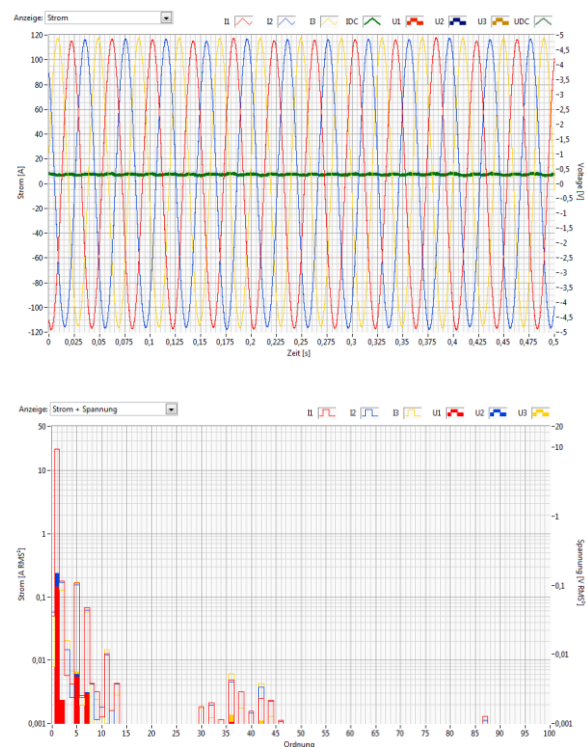 Anzeige: Strom
I1 I2 I3 IDC U1 U2 U3 UDC
120 5
4,5
100 4
3,5
80 3
60 2,5
2
40 1,5
20 1
0,5
0 0
-0,5
-20 -1
-40 -1,5
-2
-60 -2,5
-80 -3
-3,5
-100 -4
-4,5
-120 -5
Strom [A]
Voltage [V]
0 0,025 0,05 0,075 0,1 0,125 0,15 0,175 0,2 0,225 0,25 0,275 0,3 0,325 0,35 0,375 0,4 0,425 0,45 0,475 0,5
Zeit [s]
Anzeige: Strom + Spannung
I1 I2 I3 U1 U2 U3
50 20
10
10
1
1
0,1
0,1
0,01
0,01
0,001 0,001
Strom [A RMS²]
Spannung [V RMS²]
0 5 10 15 20 25 30 35 40 45 50 55 60 65 70 75 80 85 90 95 100
Ordnung